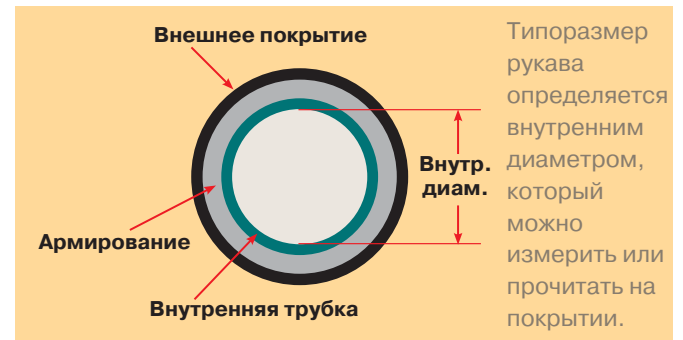 Внешнее покрытие
Внутр.
диам.
Армирование
Внутренняя трубка
Типоразмер
рукава
определяется
внутренним
диаметром,
который
можно
измерить или
прочитать на
покрытии.